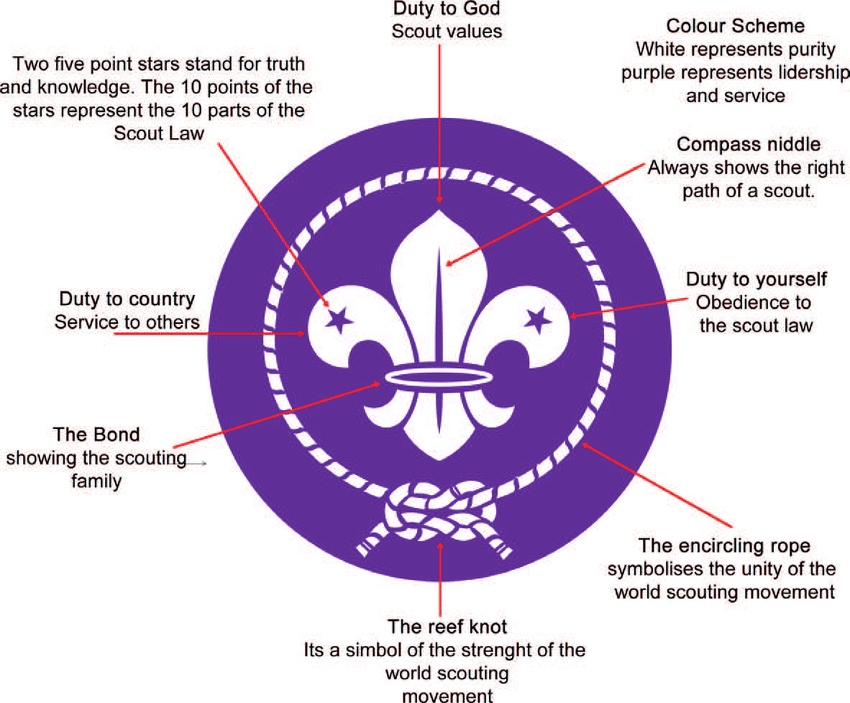 Duty to God
Scout values
Colour Scheme
White represents purity
purple represents lidership
and service
Two five point stars stand for truth
and knowledge. The 10 points of the
stars represent the 10 parts of the
Scout Law
Compass niddle
Always shows the right
path of a scout.
Duty to country
Service to others
Duty to yourself
Obedience to
the scout law
The Bond
showing the scouting
family
The encircling rope
symbolises the unity of the
world scouting movement
The reef knot
Its a simbol of the strenght of the
world scouting
movement